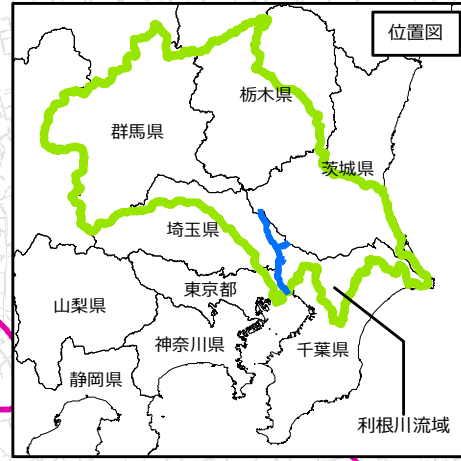 位置図
栃木県
群馬県
茨城県
埼玉県
東京都
山梨県
神奈川県
千葉県
静岡県
利根川流域